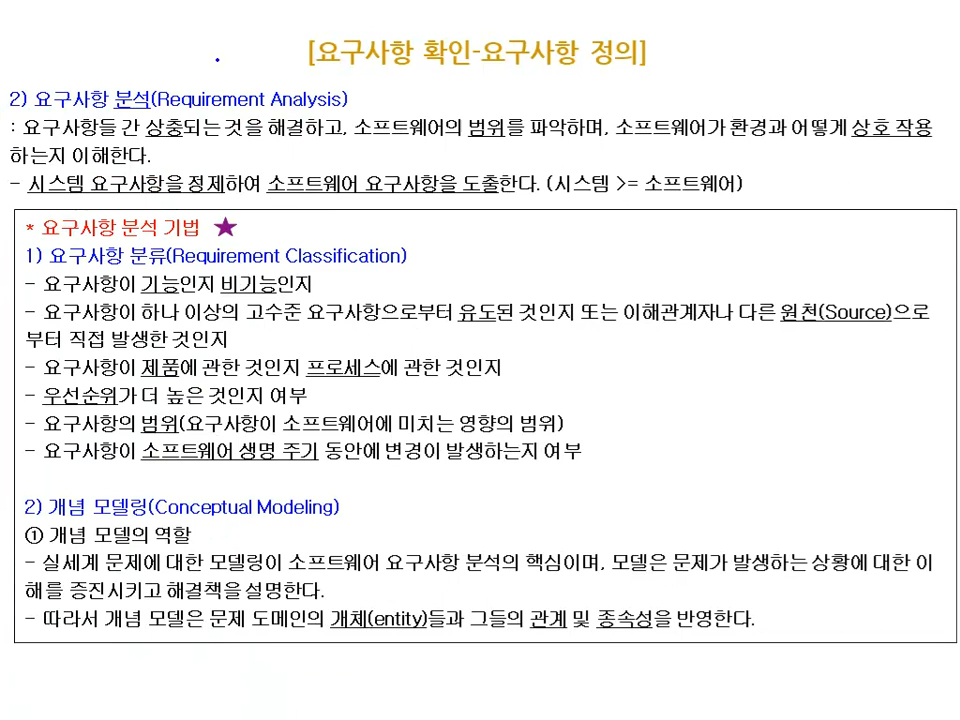 [요구사항 확인-요구사항 정의]
2) 요구사항 분석(Requirement Analysis)
: 요구사항들 간 상충되는 것을 해결하고, 소프트웨어의 범위를 파악하며, 소프트웨어가 환경과 어떻게 상호 작용
하는지 이해한다.
- 시스템 요구사항을 정제하여 소프트웨어 요구사항을 도출한다. (시스템 >= 소프트웨어)
* 요구사항 분석 기법 ★
1) 요구사항 분류(Requirement Classification)
- 요구사항이 기능인지 비기능인지
- 요구사항이 하나 이상의 고수준 요구사항으로부터 유도된 것인지 또는 이해관계자나 다른 원천(Source)으로
부터 직접 발생한 것인지
- 요구사항이 제품에 관한 것인지 프로세스에 관한 것인지
- 우선순위가 더 높은 것인지 여부
- 요구사항의 범위(요구사항이 소프트웨어에 미치는 영향의 범위)
- 요구사항이 소프트웨어 생명 주기 동안에 변경이 발생하는지 여부
2) 개념 모델링(Conceptual Modeling)
① 개념 모델의 역할
- 실세계 문제에 대한 모델링이 소프트웨어 요구사항 분석의 핵심이며, 모델은 문제가 발생하는 상황에 대한 이
해를 증진시키고 해결책을 설명한다.
- 따라서 개념 모델은 문제 도메인의 개체(entity)들과 그들의 관계 및 종속성을 반영한다.